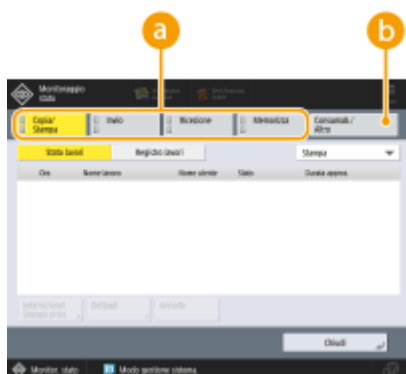 a
b
Monitoraggio
stato
Copia/
Stampa
Invio
Ricezione
Memorizza
Consumab./
Altro
Stato lavori
Registro lavori
Stampa
Ora
Nome lavoro
Nome utente
Stato
Durata appros.
Dettagli
Annulla
Chiudi
Monitor. stato
Modo gestione sistema.